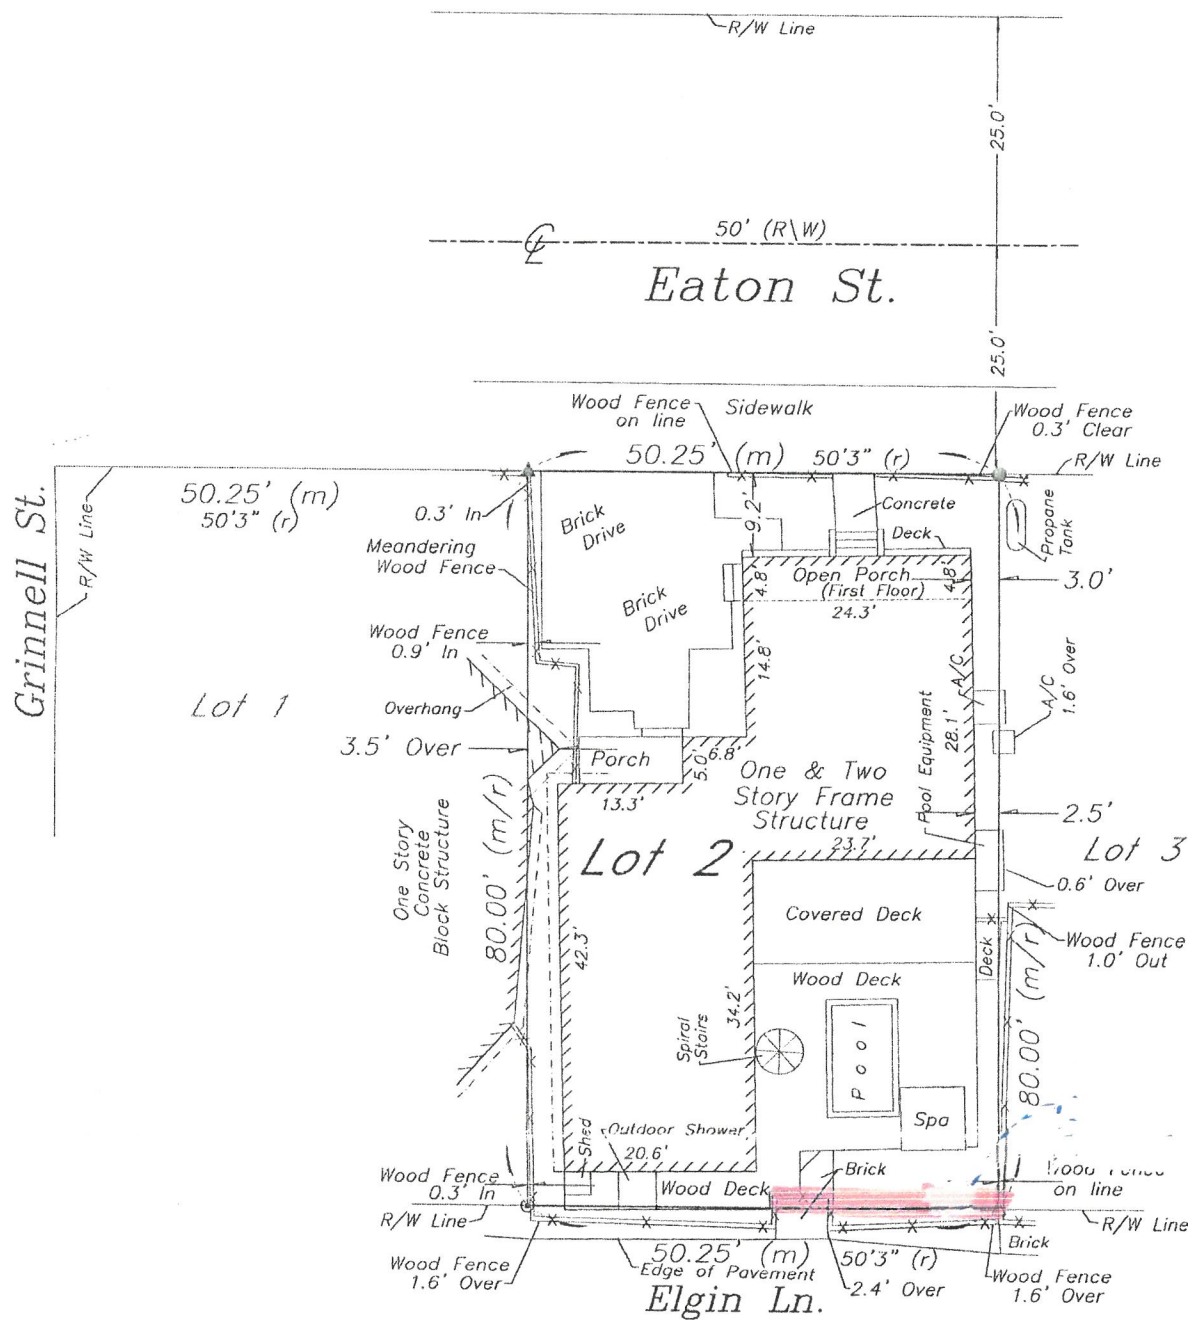 R/W Line
25.0'
50' (R\W)
Eaton St.
25.0'
Wood Fence
on line
Sidewalk
Wood Fence
0.3' Clear
50.25' (m)
50'3" (r)
R/W Line
50.25' (m)
50'3" (r)
Grinnell St.
R/W Line
0.3' In
Brick
Drive
9.2'
Concrete
Deck
Propane
Tank
Meandering
Wood Fence
4.8'
Open Porch
(First Floor)
24.3'
4.8'
3.0'
Brick
Drive
Wood Fence
0.9' In
14.8'
A/C
A/C
1.6' Over
Lot 1
Overhang
28.1'
Pool Equipment
3.5' Over
Porch
5.0'
6.8'
13.3'
One & Two
Story Frame
Structure
23.7'
2.5'
Lot 2
Lot 3
0.6' Over
One Story
Concrete
Block Structure
80.00' (m/r)
Covered Deck
42.3'
Deck
Wood Fence
1.0' Out
Wood Deck
34.2'
Spiral
Stairs
Pool
80.00' (m/r)
Spa
Shed
Outdoor Shower
20.6'
Brick
Wood Fence
0.3' In
Wood Deck
on line
R/W Line
R/W Line
Brick
50.25' (m)
50'3" (r)
Wood Fence
1.6' Over
Edge of Pavement
2.4' Over
Wood Fence
1.6' Over
Elgin Ln.